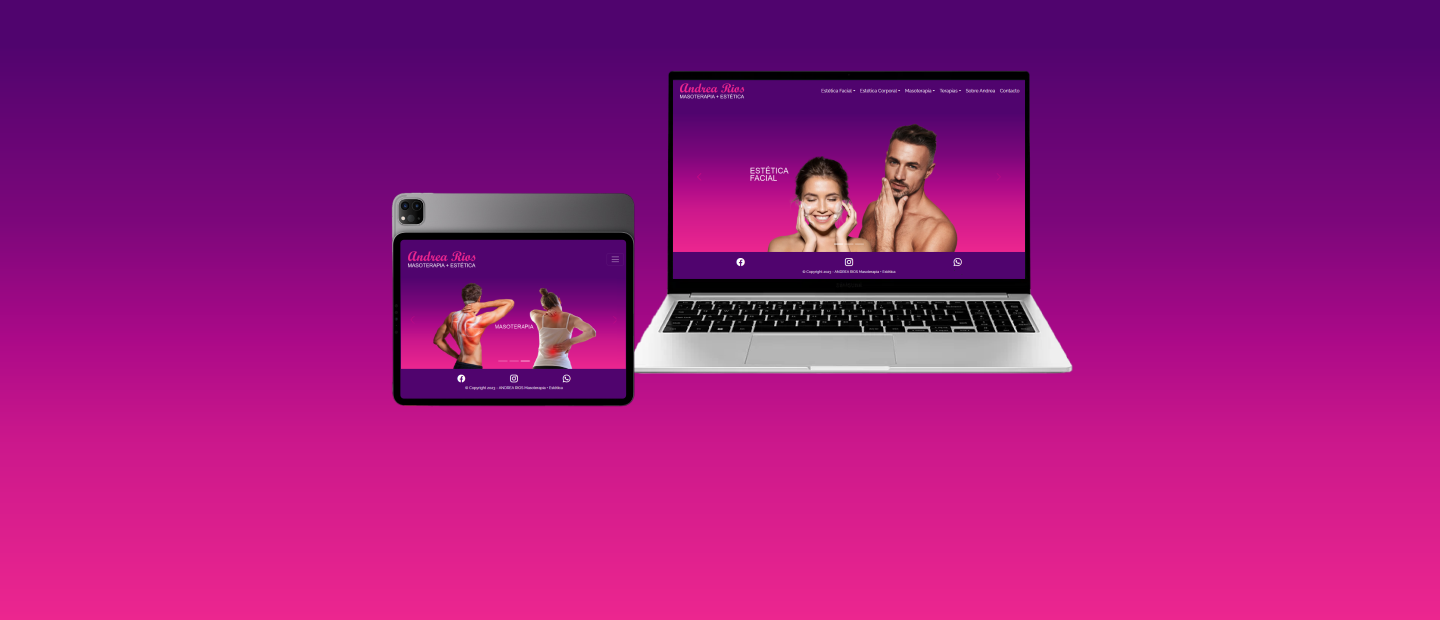 Andrea Rios
MASOTERAPIA + ESTÉTICA
Estética Facial
Estética Corporal
Masoterapia
Terapias
Sobre Andrea
Contacto
ESTÉTICA
FACIAL
© Copyright 2023 - ANDREA RIOS Masoterapia + Estética
Andrea Rios
MASOTERAPIA + ESTÉTICA
MASOTERAPIA
© Copyright 2023 - ANDREA RIOS Masoterapia + Estética